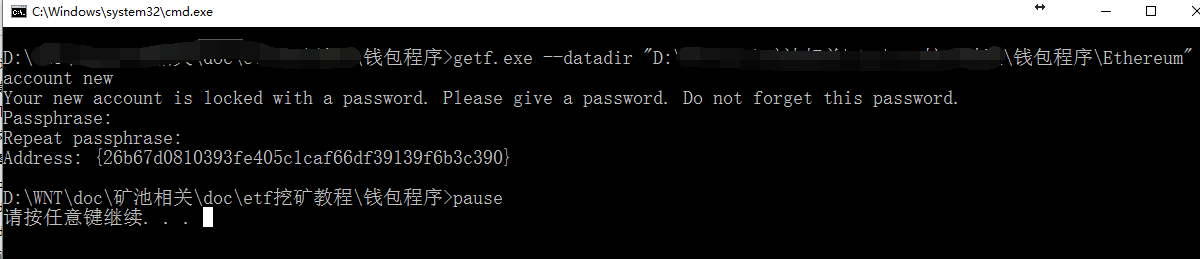 C:\Windows\system32\cmd.exe
D:\ \doc\ \钱包程序>getf.exe --datadir "D: \钱包程序\Ethereum"
account new
Your new account is locked with a password. Please give a password. Do not forget this password.
Passphrase:
Repeat passphrase:
Address: {26b67d0810393fe405c1caf66df39139f6b3c390}
D:\WNT\doc\矿池相关\doc\etf挖矿教程\钱包程序>pause
请按任意键继续. . .